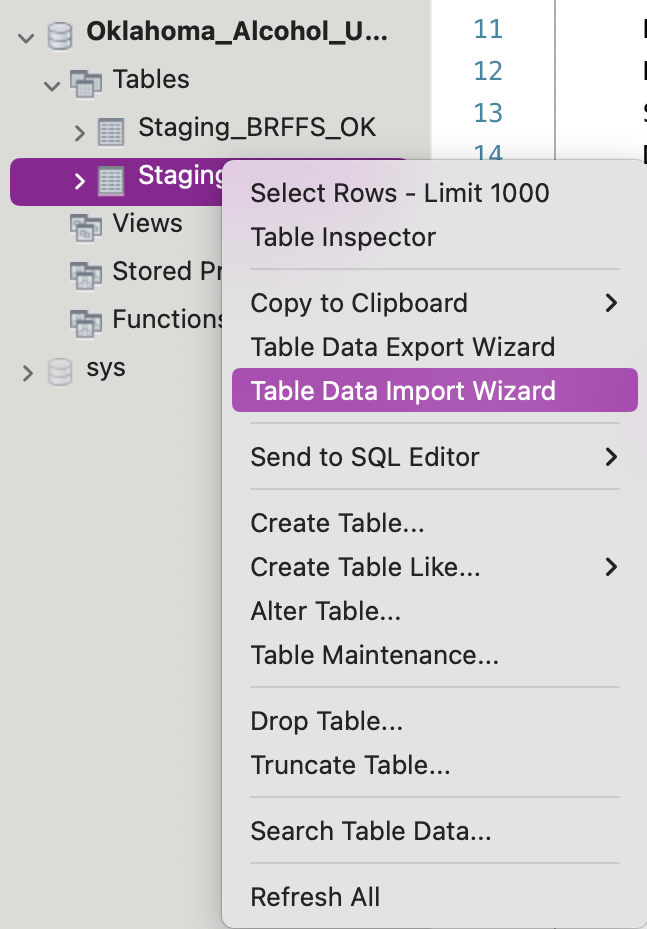 Oklahoma_Alcohol_U...
Tables
Staging_BRFFS_OK
Staging
Views
Stored Pr
Functions
sys
11
12
13
14
Select Rows - Limit 1000
Table Inspector
Copy to Clipboard
Table Data Export Wizard
Table Data Import Wizard
Send to SQL Editor
Create Table...
Create Table Like...
Alter Table...
Table Maintenance...
Drop Table...
Truncate Table...
Search Table Data...
Refresh All